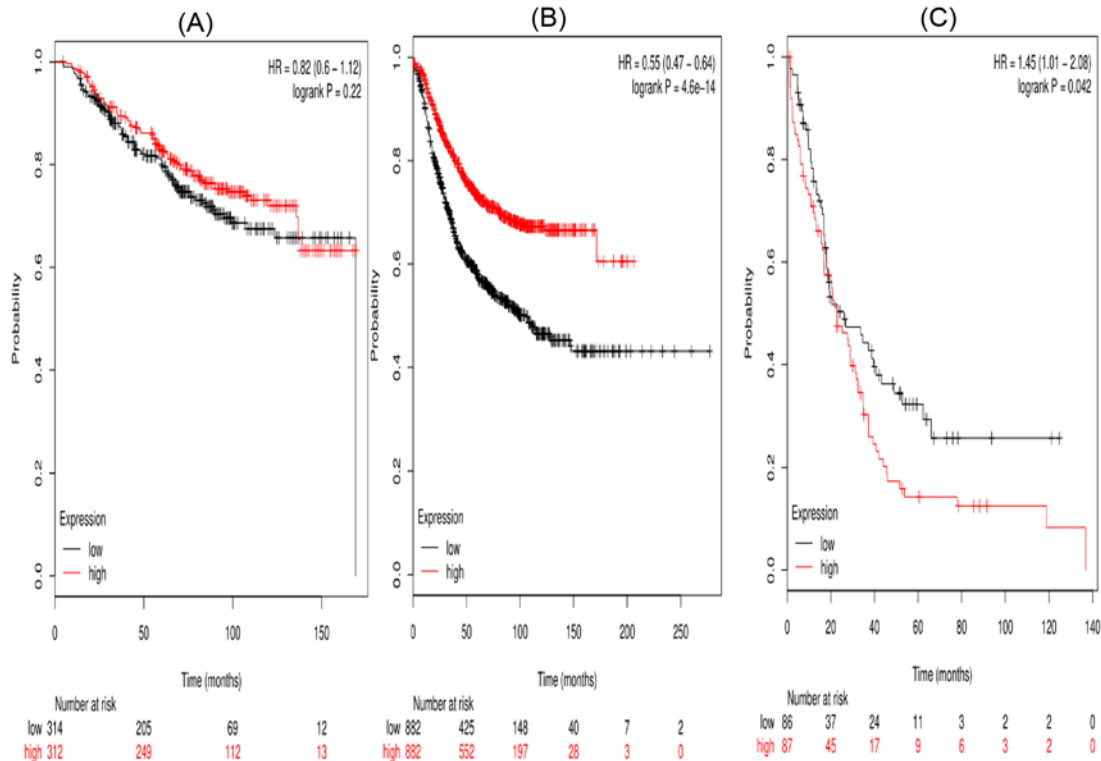 (A)
HR = 0.82 (0.6 − 1.12)
logrank P = 0.22
Probability
1.0
0.8
0.6
0.4
0.2
0.0
Expression
low
high
0 50 100 150
Time (months)
Number at risk
low 314 205 69 12
high 312 249 112 13
(B)
HR = 0.55 (0.47 − 0.64)
logrank P = 4.6e−14
Probability
1.0
0.8
0.6
0.4
0.2
0.0
Expression
low
high
0 50 100 150 200 250
Time (months)
Number at risk
low 882 425 148 40 7 2
high 882 552 197 28 3 0
(C)
HR = 1.45 (1.01 − 2.08)
logrank P = 0.042
Probability
1.0
0.8
0.6
0.4
0.2
0.0
Expression
low
high
0 20 40 60 80 100 120 140
Time (months)
Number at risk
low 86 37 24 11 3 2 2 0
high 87 45 17 9 6 3 2 0